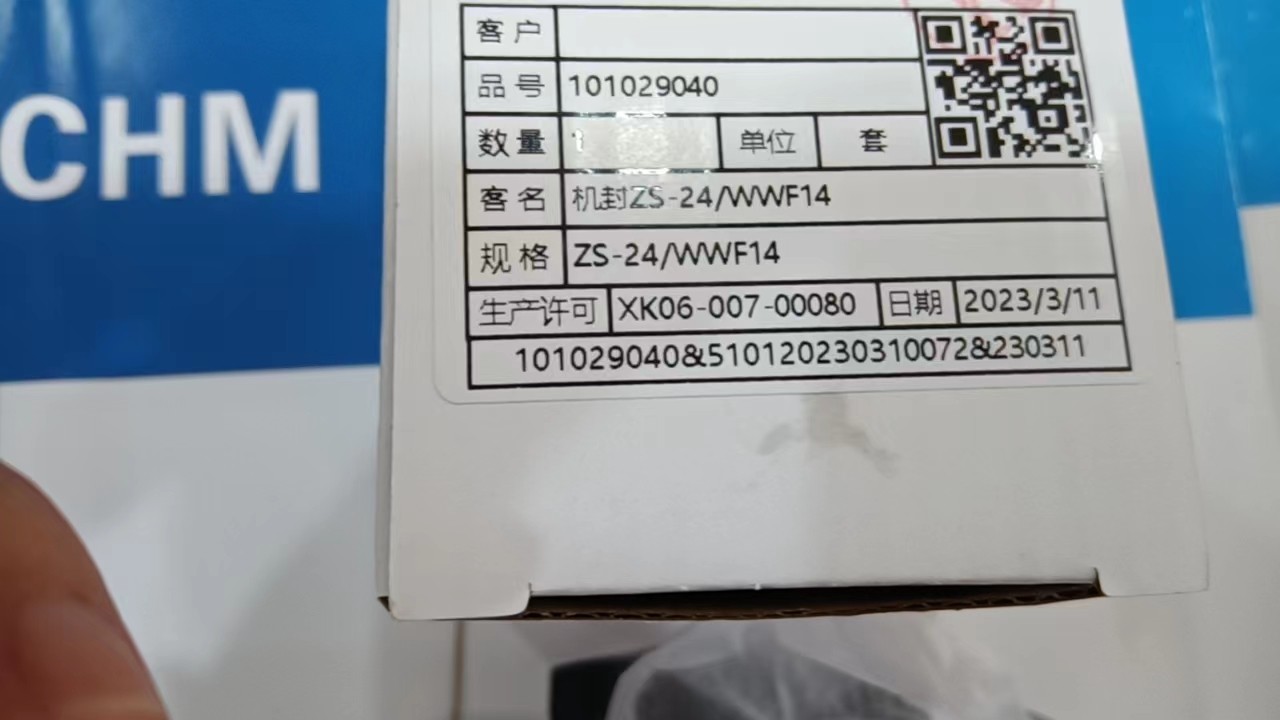 CHM
客户
品号 101029040
数量 1 单位 套
客名 机封ZS-24/WWF14
规格 ZS-24/WWF14
生产许可 XK06-007-00080 日期 2023/3/11
101029040&510120230310072&230311